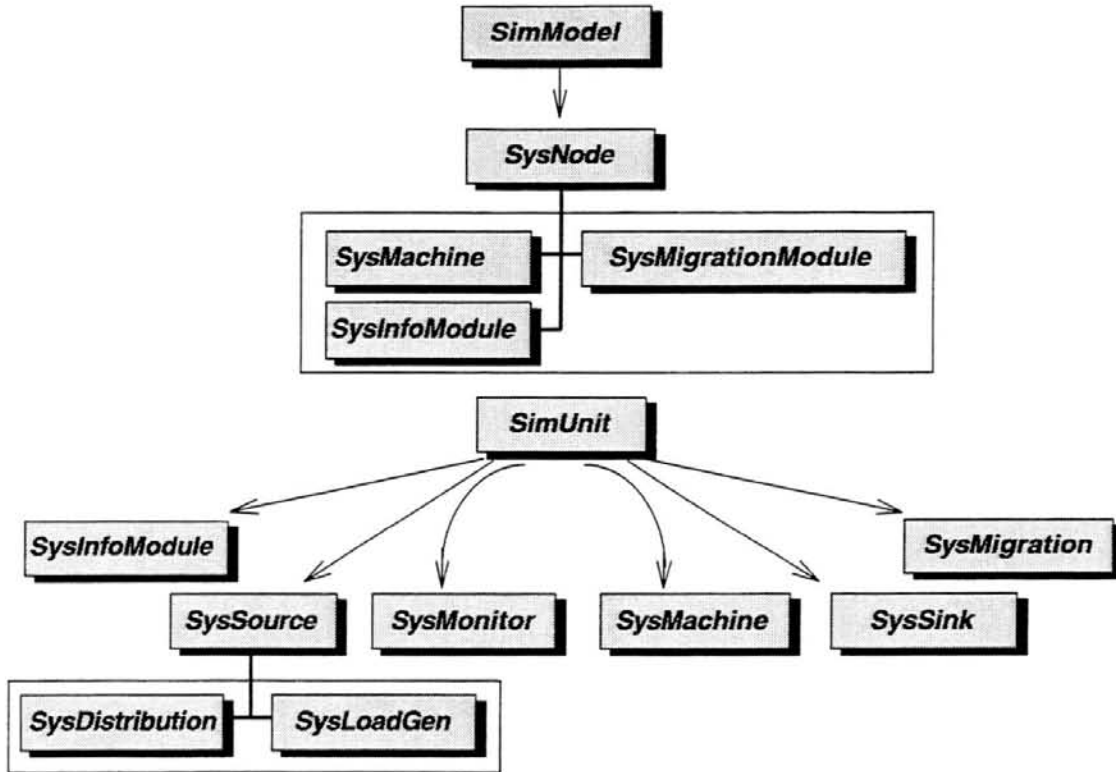 SimModel
SysNode
SysMachine
SysMigrationModule
SysInfoModule
SimUnit
SysInfoModule
SysMigration
SysSource
SysMonitor
SysMachine
SysSink
SysDistribution
SysLoadGen